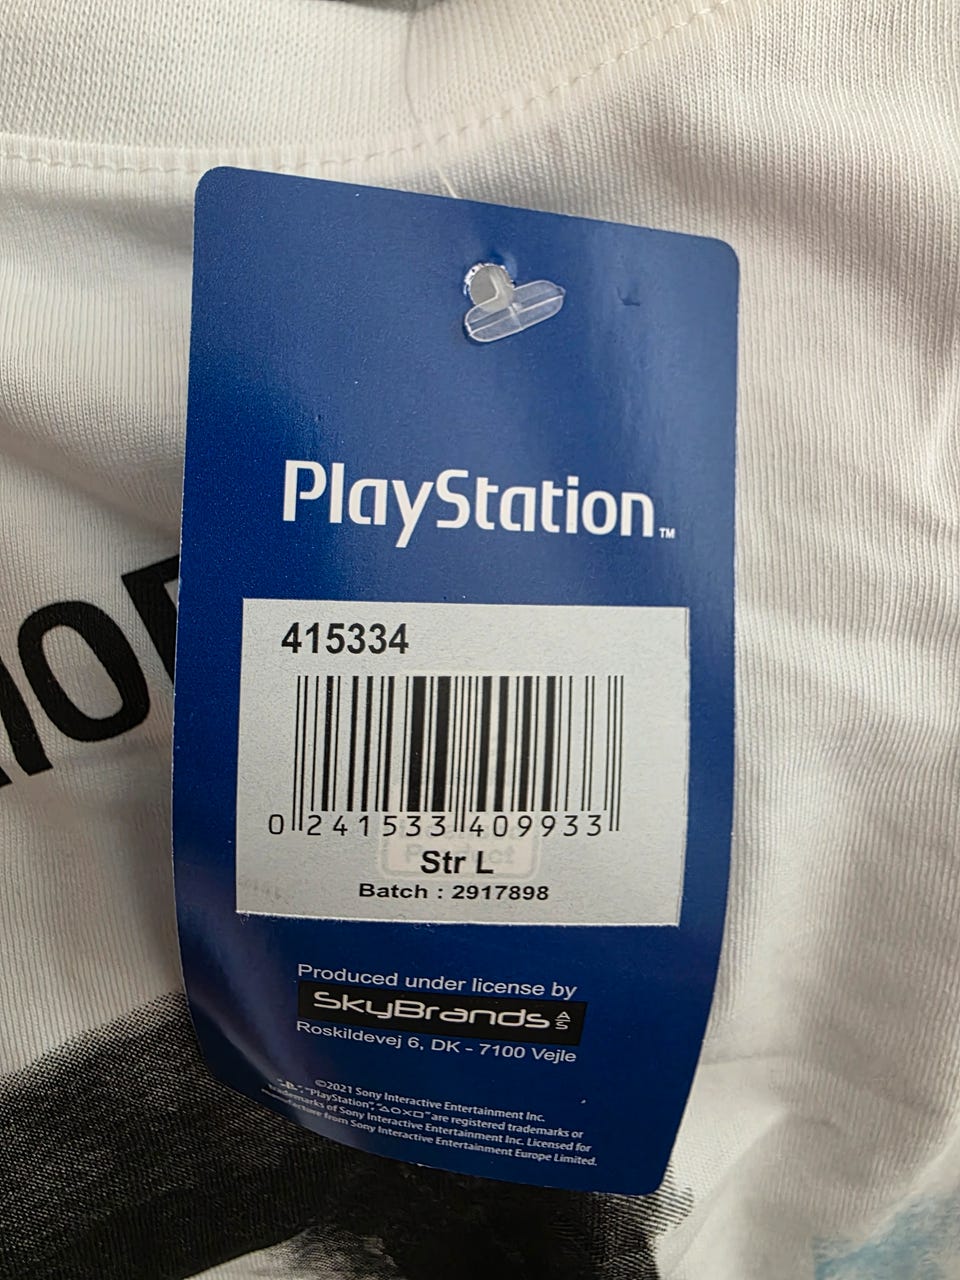 PlayStation™
415334
0 241533 409933
Str L
Batch : 2917898
Produced under license by
SkyBrands A/S
Roskildevej 6, DK - 7100 Vejle
©2021 Sony Interactive Entertainment Inc.
"PlayStation", "△○×□" are registered trademarks or
trademarks of Sony Interactive Entertainment Inc. Licensed for
manufacture from Sony Interactive Entertainment Europe Limited.